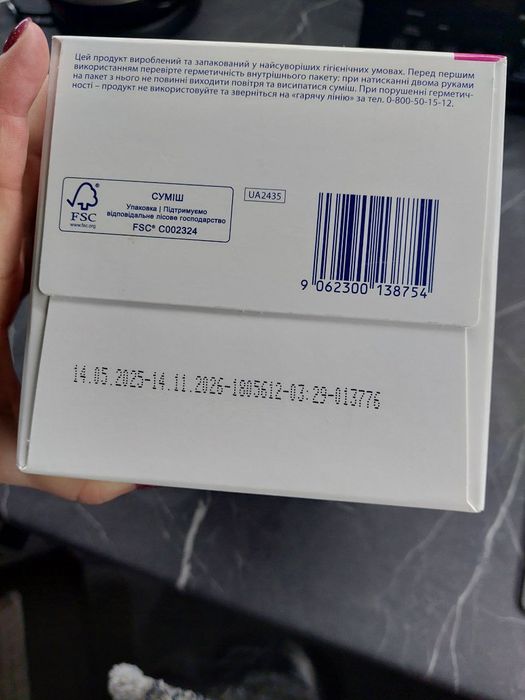 Цей продукт вироблений та запакований у найсуворіших гігієнічних умовах. Перед першим
використанням перевірте герметичність внутрішнього пакету: при натисканні двома руками
на пакет з нього не повинні виходити повітря та висипатися суміш. При порушенні герметич-
ності – продукт не використовуйте та зверніться на «гарячу лінію» за тел. 0-800-50-15-12.
FSC
www.fsc.org
СУМІШ
Упаковка | Підтримуємо
відповідальне лісове господарство
FSC® C002324
UA2435
9 062300 138754
14.05.2025-14.11.2026-1805612-03:29-013776